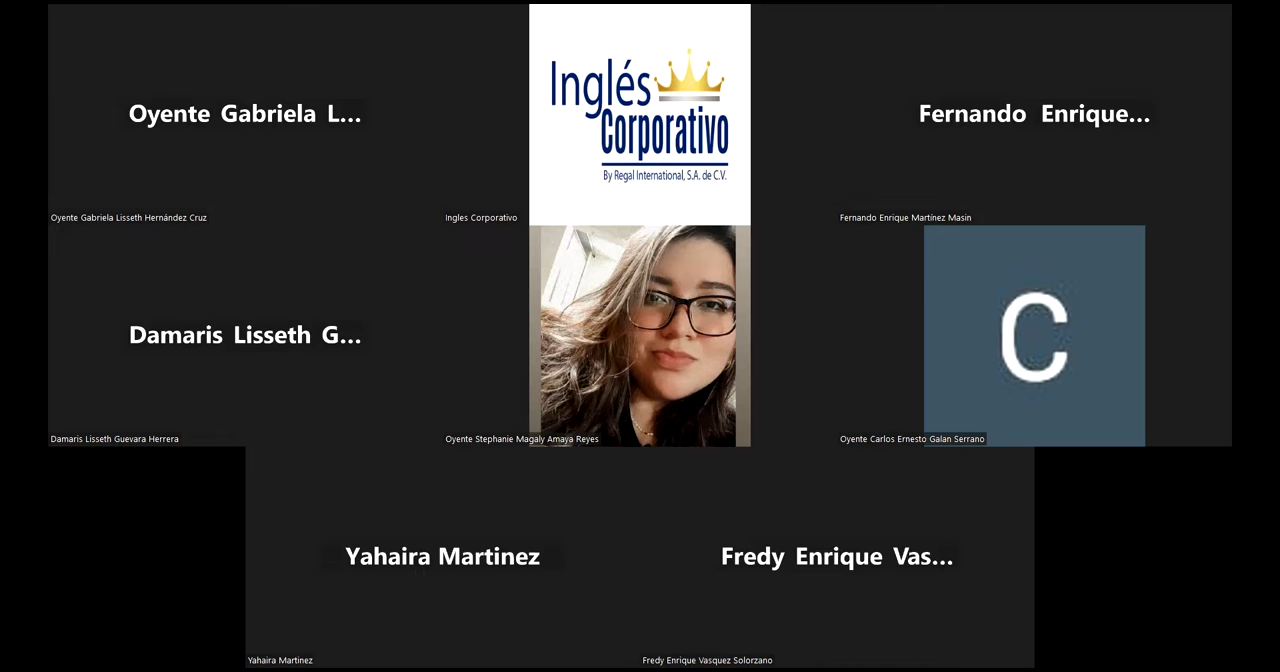 Oyente Gabriela L...
Oyente Gabriela Lisseth Hernández Cruz
Inglés
Corporativo
By Regal International, S.A. de C.V.
Ingles Corporativo
Fernando Enrique...
Fernando Enrique Martínez Masin
Damaris Lisseth G...
Damaris Lisseth Guevara Herrera
Oyente Stephanie Magaly Amaya Reyes
C
Oyente Carlos Ernesto Galan Serrano
Yahaira Martinez
Yahaira Martinez
Fredy Enrique Vas...
Fredy Enrique Vasquez Solorzano